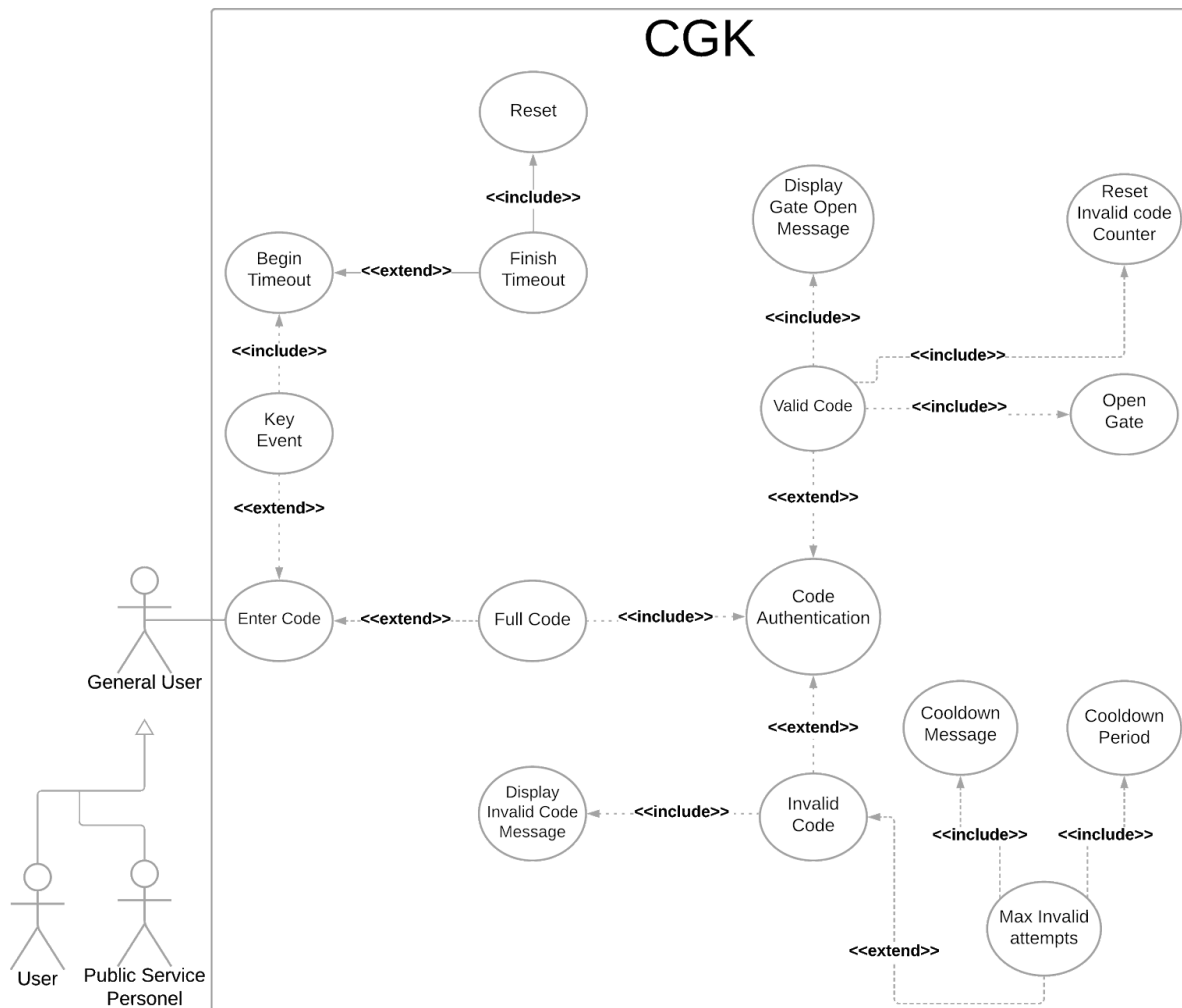 CGK
Reset
<<include>>
Begin
Timeout
<<extend>>
Finish
Timeout
Display
Gate Open
Message
Reset
Invalid code
Counter
<<include>>
<<include>>
<<include>>
Key
Event
Valid Code
<<include>>
Open
Gate
<<extend>>
<<extend>>
General User
Enter Code
<<extend>>
Full Code
<<include>>
Code
Authentication
<<extend>>
Cooldown
Message
Cooldown
Period
Display
Invalid Code
Message
<<include>>
Invalid
Code
<<include>>
<<include>>
Max Invalid
attempts
<<extend>>
User
Public Service
Personel